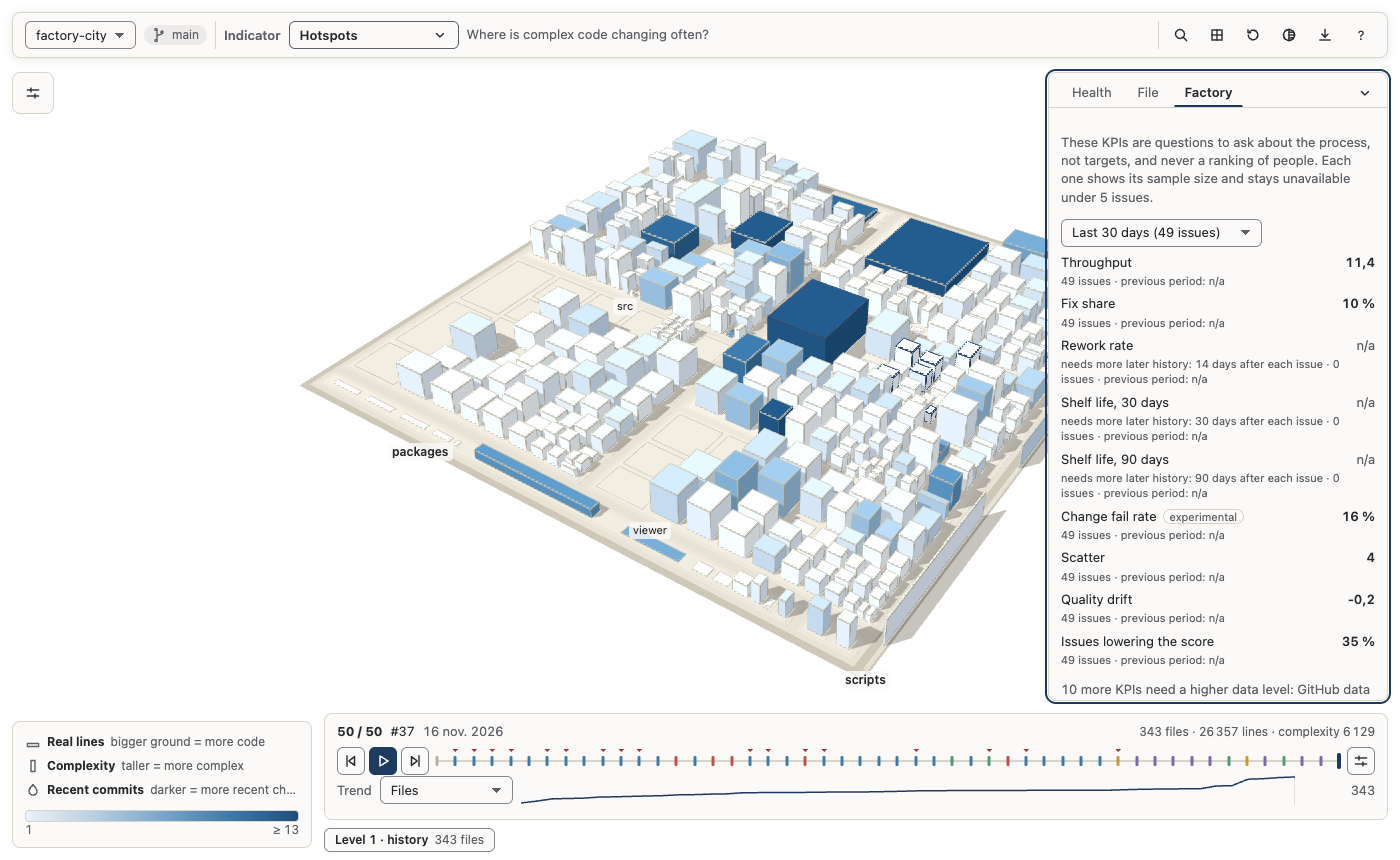 factory-city
main
Indicator
Hotspots
Where is complex code changing often?
?
Health
File
Factory
These KPIs are questions to ask about the process,
not targets, and never a ranking of people. Each
one shows its sample size and stays unavailable
under 5 issues.
Last 30 days (49 issues)
Throughput 11,4
49 issues · previous period: n/a
Fix share 10 %
49 issues · previous period: n/a
Rework rate n/a
needs more later history: 14 days after each issue · 0
issues · previous period: n/a
Shelf life, 30 days n/a
needs more later history: 30 days after each issue · 0
issues · previous period: n/a
Shelf life, 90 days n/a
needs more later history: 90 days after each issue · 0
issues · previous period: n/a
Change fail rate experimental 16 %
49 issues · previous period: n/a
Scatter 4
49 issues · previous period: n/a
Quality drift -0,2
49 issues · previous period: n/a
Issues lowering the score 35 %
49 issues · previous period: n/a
10 more KPIs need a higher data level: GitHub data
src
packages
viewer
scripts
Real lines bigger ground = more code
Complexity taller = more complex
Recent commits darker = more recent ch...
1 ≥ 13
50 / 50 #37 16 nov. 2026
343 files · 26 357 lines · complexity 6 129
Trend Files 343
Level 1 · history 343 files